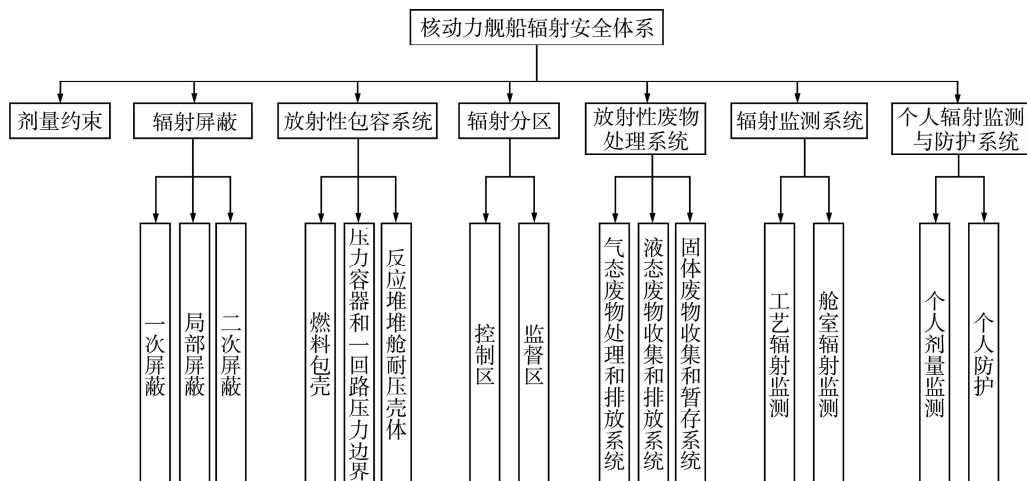 核动力舰船辐射安全体系
剂量约束
辐射屏蔽
放射性包容系统
辐射分区
放射性废物
处理系统
辐射监测系统
个人辐射监测
与防护系统
一次屏蔽
局部屏蔽
二次屏蔽
燃料包壳
压力容器和一回路压力边界
反应堆堆舱耐压壳体
控制区
监督区
气态废物处理和排放系统
液态废物收集和排放系统
固体废物收集和暂存系统
工艺辐射监测
舱室辐射监测
个人剂量监测
个人防护